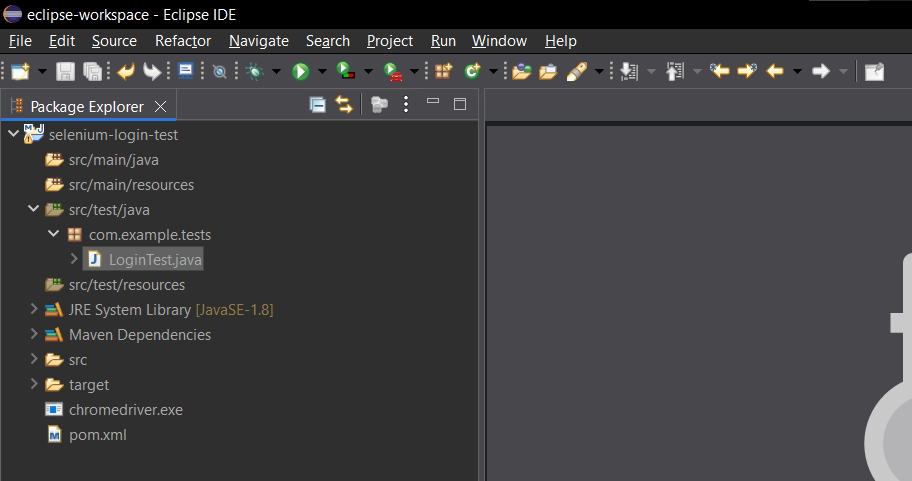 eclipse-workspace - Eclipse IDE
File Edit Source Refactor Navigate Search Project Run Window Help
Package Explorer
selenium-login-test
src/main/java
src/main/resources
src/test/java
com.example.tests
LoginTest.java
src/test/resources
JRE System Library [JavaSE-1.8]
Maven Dependencies
src
target
chromedriver.exe
pom.xml